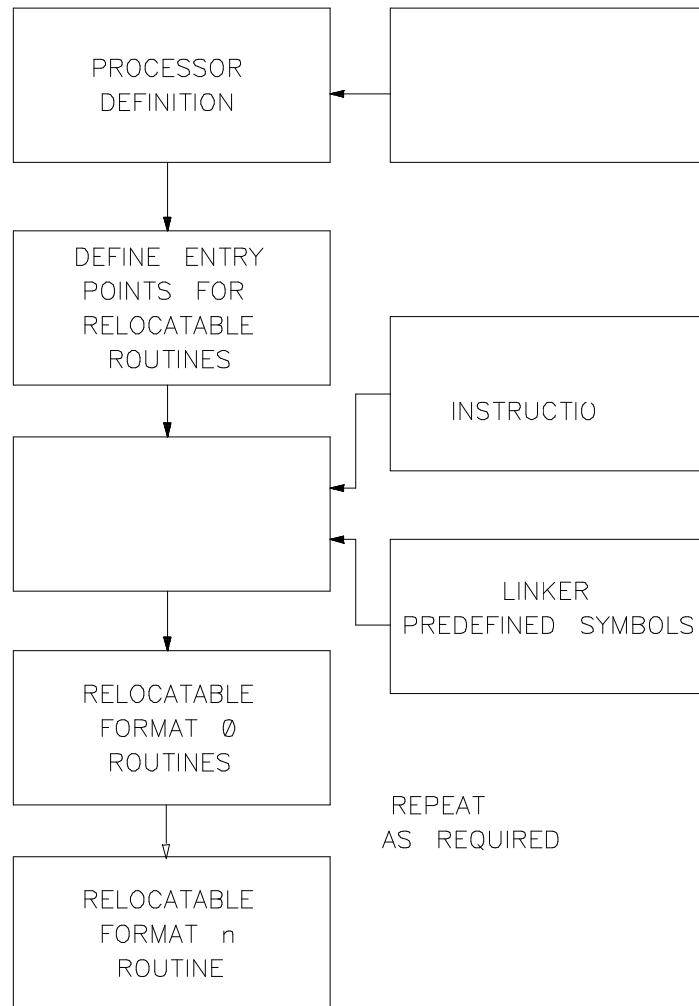 PROCESSOR
DEFINITION
DEFINE ENTRY
POINTS FOR
RELOCATABLE
ROUTINES
INSTRUCTIO
LINKER
PREDEFINED SYMBOLS
RELOCATABLE
FORMAT 0
ROUTINES
REPEAT
AS REQUIRED
RELOCATABLE
FORMAT n
ROUTINE